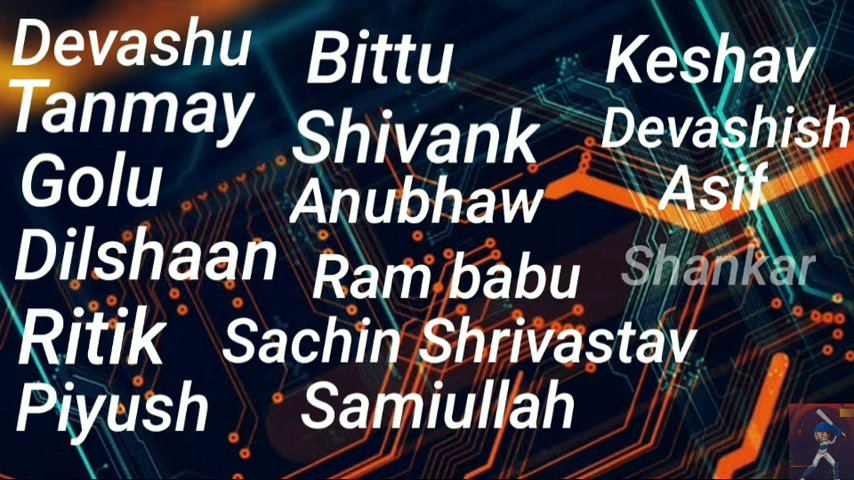 Devashu
Tanmay
Golu
Dilshaan
Ritik
Piyush
Bittu
Shivank
Anubhaw
Ram babu
Sachin Shrivastav
Samiullah
Keshav
Devashish
Asif
Shankar